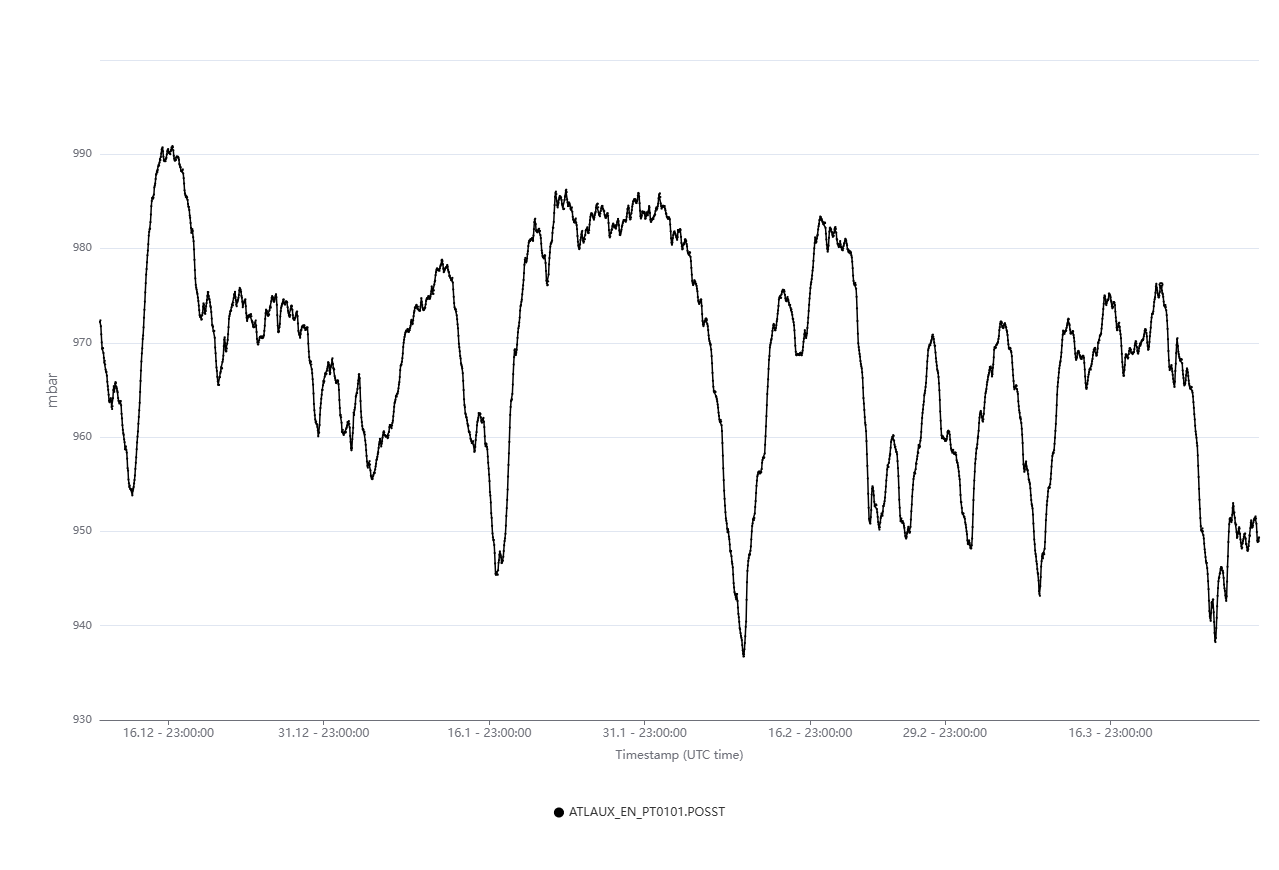 990
980
970
960
950
940
930
mbar
16.12 - 23:00:00 31.12 - 23:00:00 16.1 - 23:00:00 31.1 - 23:00:00 16.2 - 23:00:00 29.2 - 23:00:00 16.3 - 23:00:00
Timestamp (UTC time)
ATLAUX_EN_PT0101.POSST